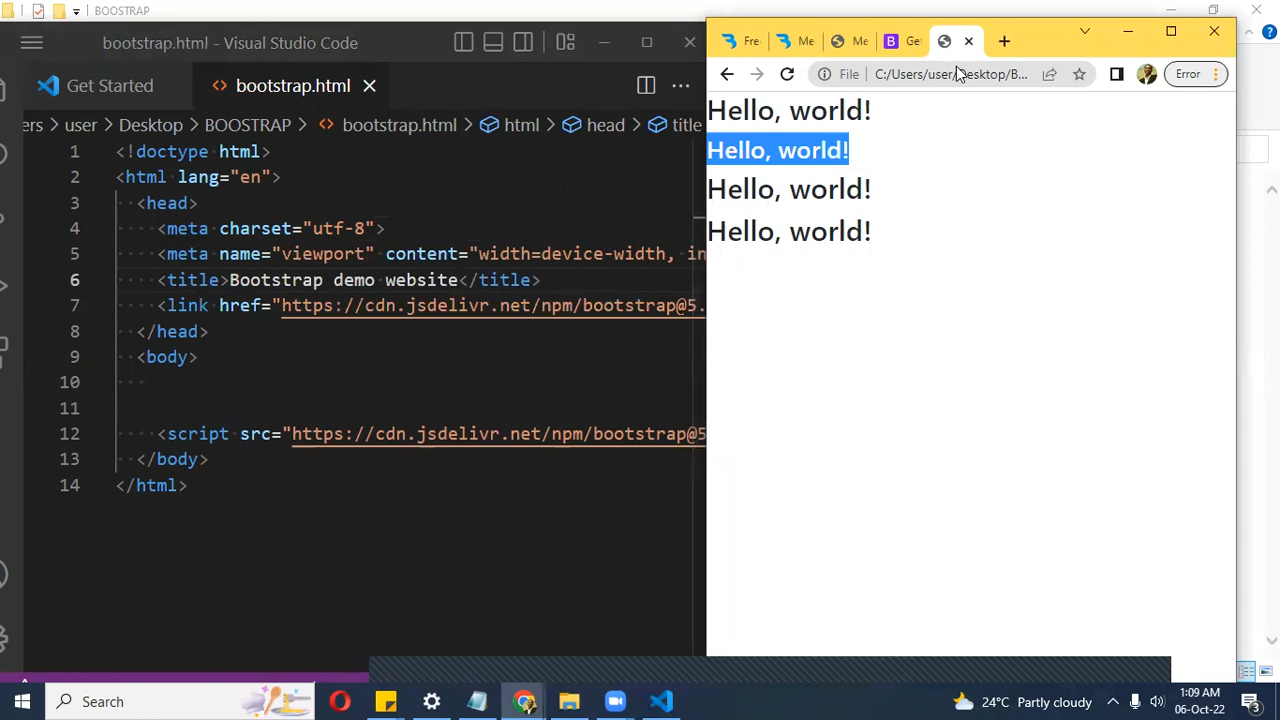 BOOSTRAP
bootstrap.html - Visual Studio Code
Get Started
bootstrap.html
ers > user > Desktop > BOOSTRAP > bootstrap.html > html > head > title
1 <!doctype html>
2 <html lang="en">
3 <head>
4 <meta charset="utf-8">
5 <meta name="viewport" content="width=device-width, in
6 <title>Bootstrap demo website</title>
7 <link href="https://cdn.jsdelivr.net/npm/bootstrap@5.
8 </head>
9 <body>
10
11
12 <script src="https://cdn.jsdelivr.net/npm/bootstrap@5
13 </body>
14 </html>
Fre
Me
Me
B Ge
File C:/Users/user/Desktop/B...
Error
Hello, world!
Hello, world!
Hello, world!
Hello, world!
Search
24°C Partly cloudy
1:09 AM
06-Oct-22
3